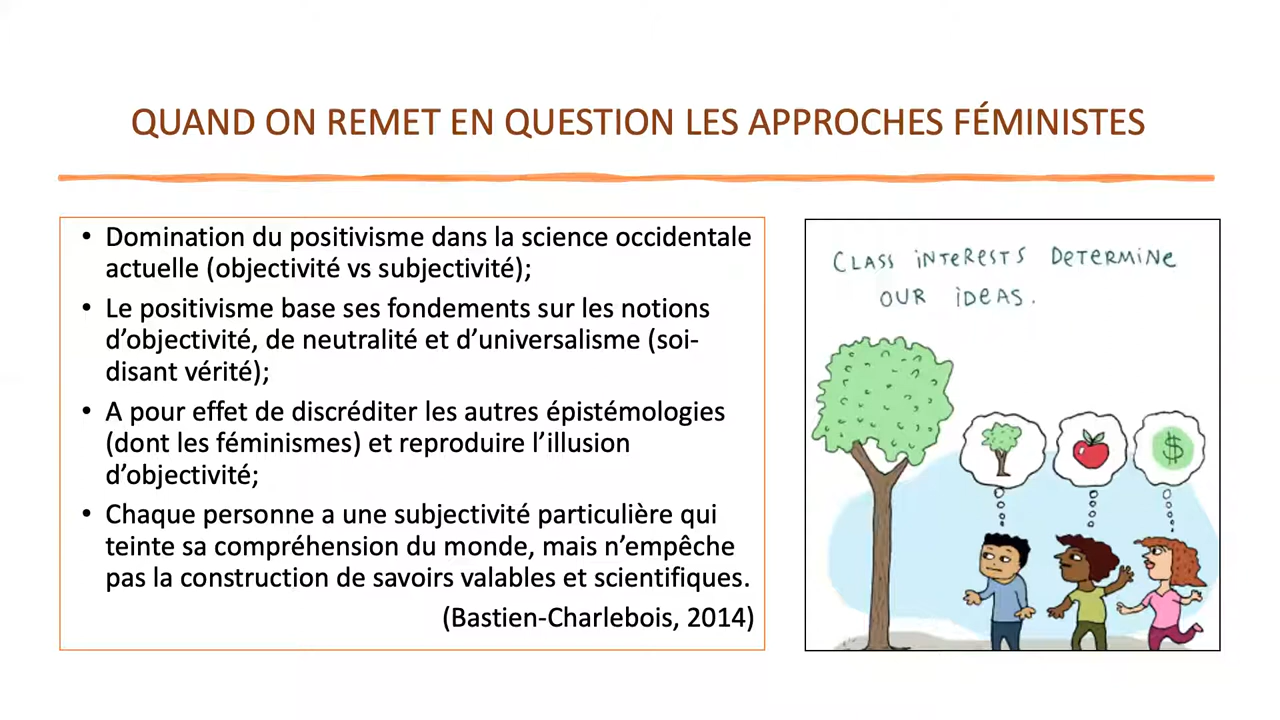 QUAND ON REMET EN QUESTION LES APPROCHES FÉMINISTES
• Domination du positivisme dans la science occidentale
actuelle (objectivité vs subjectivité);
• Le positivisme base ses fondements sur les notions
d’objectivité, de neutralité et d’universalisme (soi-
disant vérité);
• A pour effet de discréditer les autres épistémologies
(dont les féminismes) et reproduire l’illusion
d’objectivité;
• Chaque personne a une subjectivité particulière qui
teinte sa compréhension du monde, mais n’empêche
pas la construction de savoirs valables et scientifiques.
(Bastien-Charlebois, 2014)
CLASS INTERESTS DETERMINE
OUR IDEAS.
$